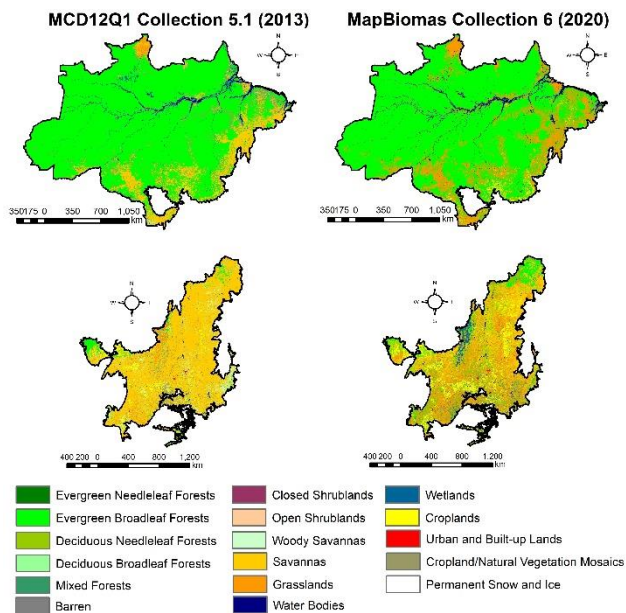 MCD12Q1 Collection 5.1 (2013)
MapBiomas Collection 6 (2020)
N
W E
S
N
W E
S
350175 0 350 700 1,050
km
350175 0 350 700 1,050
km
N
W E
S
N
W E
S
400 200 0 400 800 1,200
km
400 200 0 400 800 1,200
km
Evergreen Needleleaf Forests
Evergreen Broadleaf Forests
Deciduous Needleleaf Forests
Deciduous Broadleaf Forests
Mixed Forests
Barren
Closed Shrublands
Open Shrublands
Woody Savannas
Savannas
Grasslands
Water Bodies
Wetlands
Croplands
Urban and Built-up Lands
Cropland/Natural Vegetation Mosaics
Permanent Snow and Ice